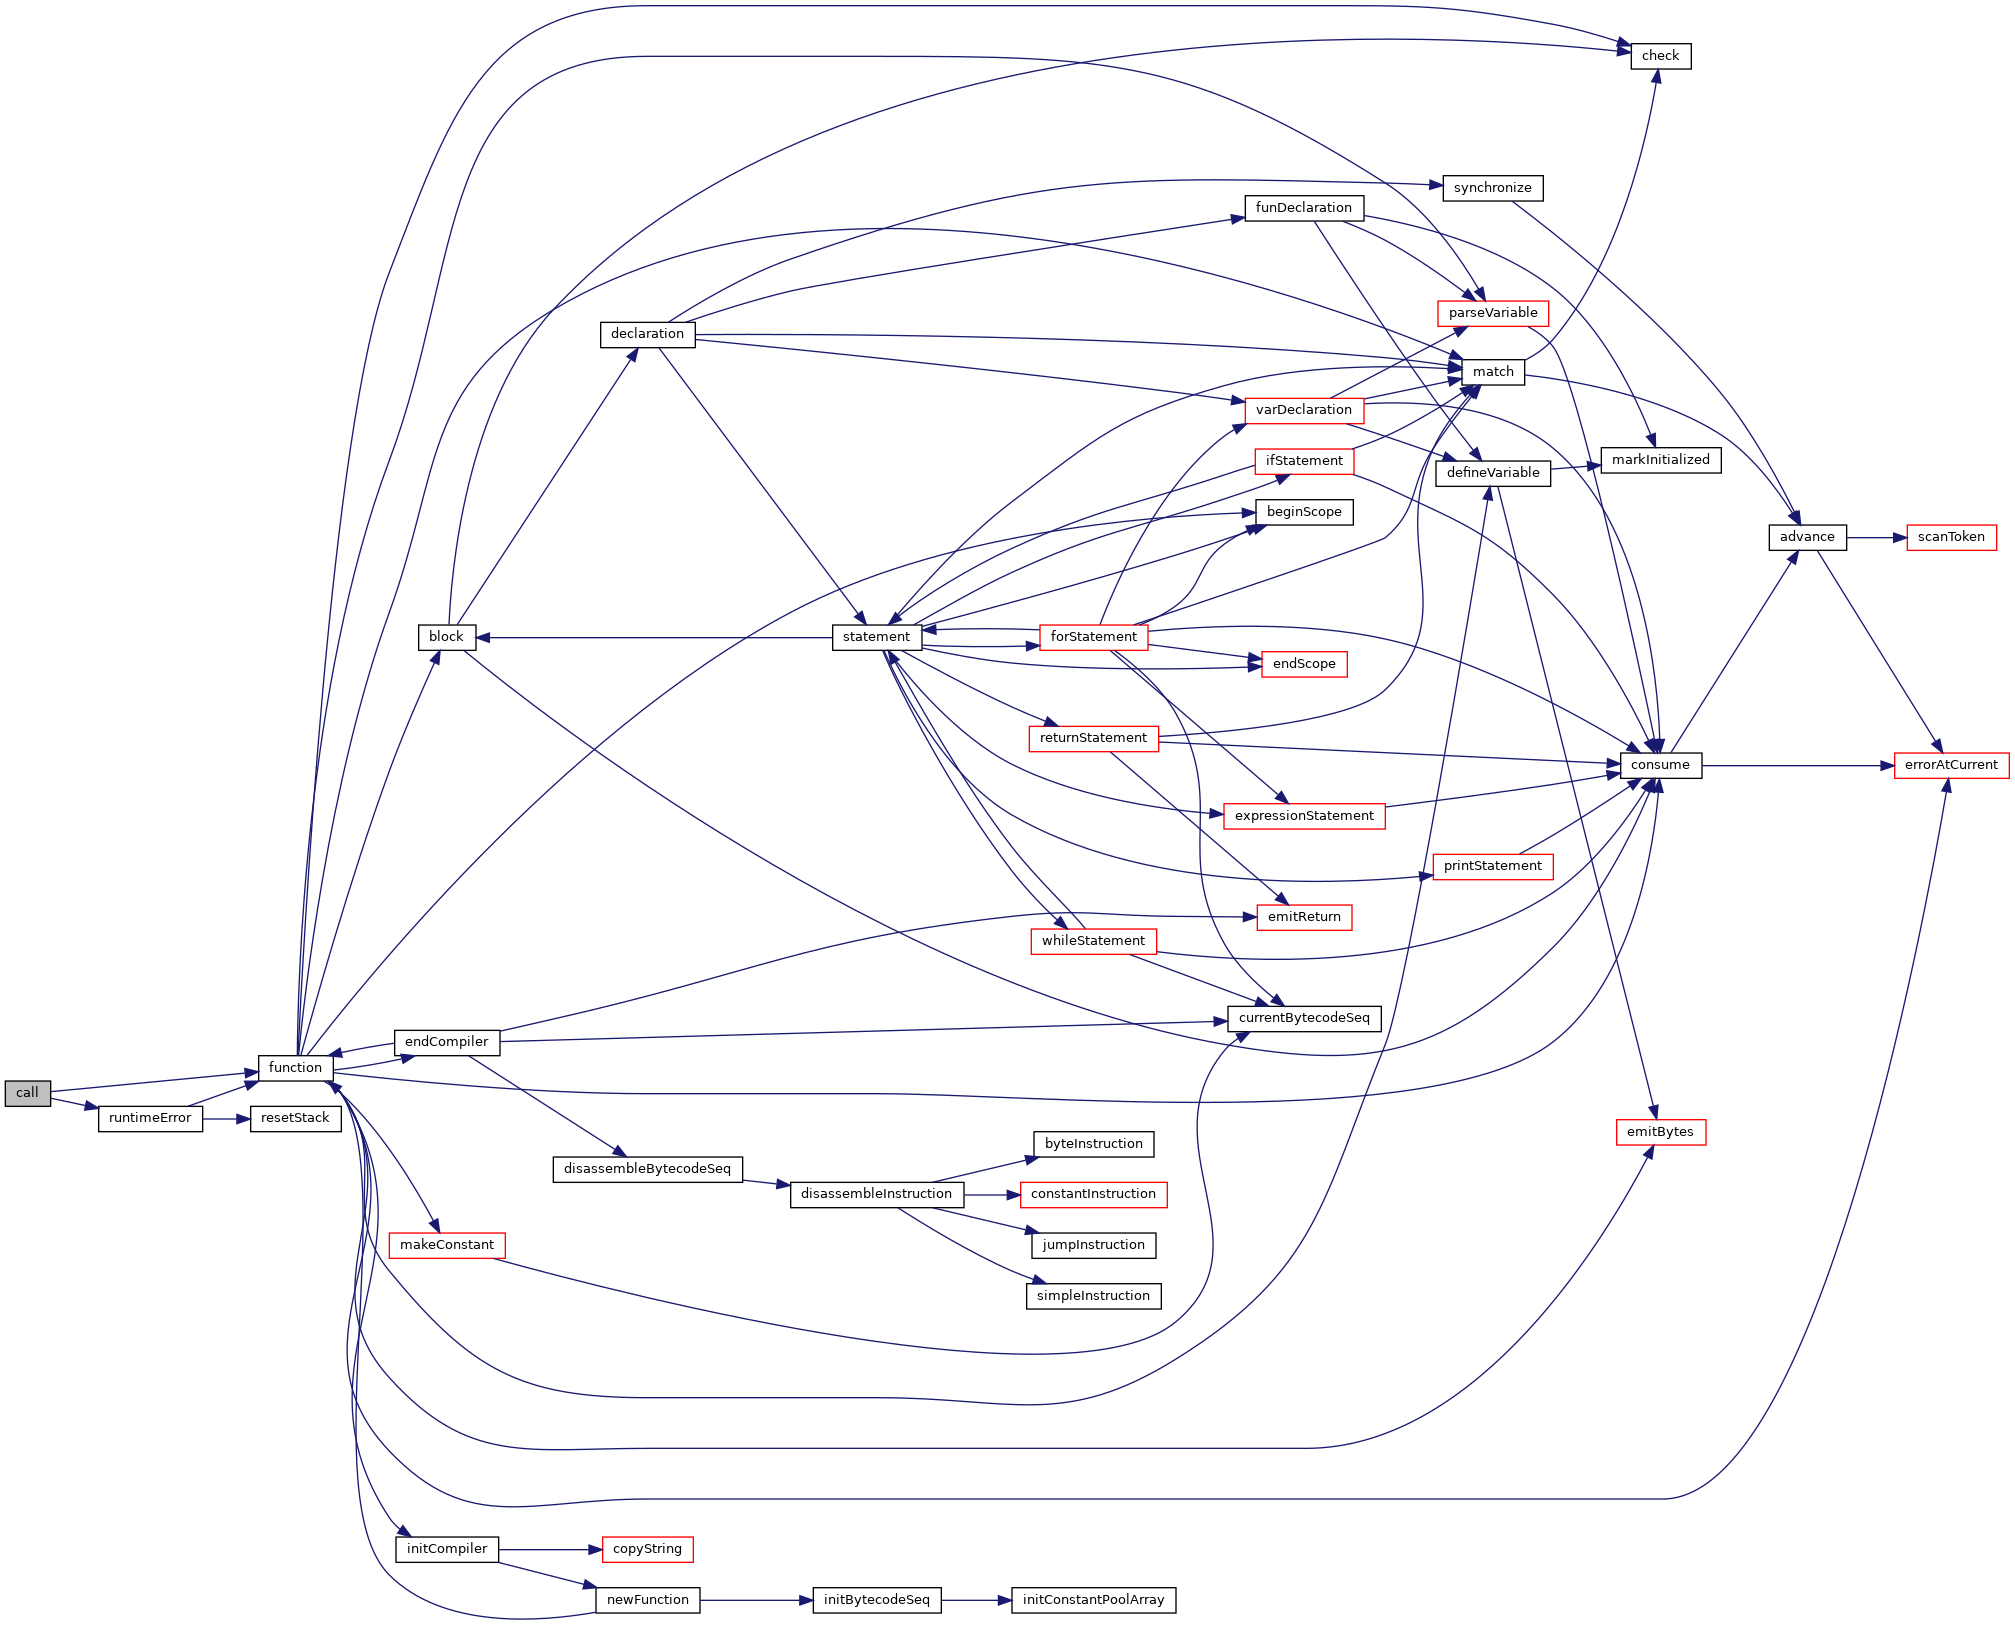 check
synchronize
funDeclaration
parseVariable
declaration
match
varDeclaration
ifStatement
markInitialized
defineVariable
beginScope
advance
scanToken
block
statement
forStatement
endScope
returnStatement
consume
errorAtCurrent
expressionStatement
printStatement
emitReturn
whileStatement
currentBytecodeSeq
endCompiler
function
call
runtimeError
resetStack
emitBytes
byteInstruction
disassembleBytecodeSeq
disassembleInstruction
constantInstruction
makeConstant
jumpInstruction
simpleInstruction
initCompiler
copyString
newFunction
initBytecodeSeq
initConstantPoolArray